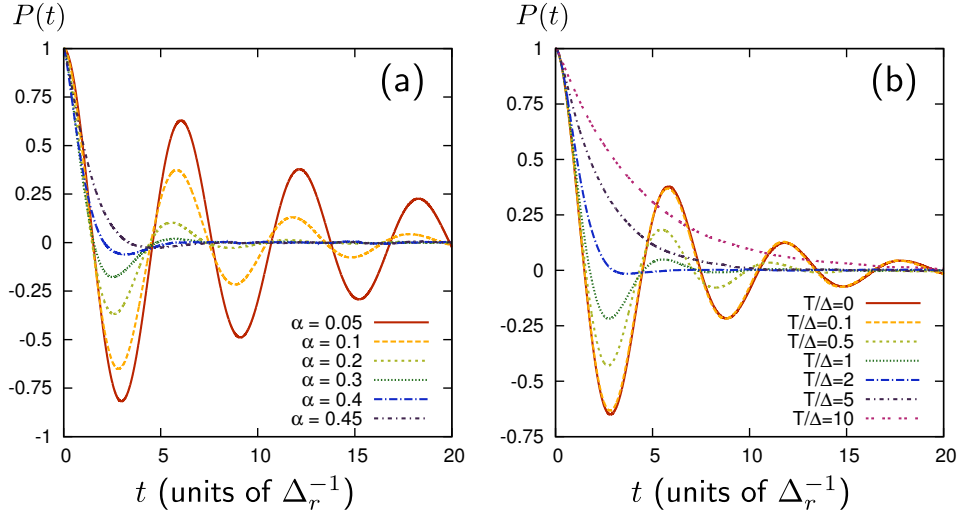 P(t)
(a)
1
0.75
0.5
0.25
0
-0.25
-0.5
-0.75
-1
α = 0.05
α = 0.1
α = 0.2
α = 0.3
α = 0.4
α = 0.45
0 5 10 15 20
t (units of Δ_r^{-1})
P(t)
(b)
1
0.75
0.5
0.25
0
-0.25
-0.5
-0.75
T/Δ=0
T/Δ=0.1
T/Δ=0.5
T/Δ=1
T/Δ=2
T/Δ=5
T/Δ=10
0 5 10 15 20
t (units of Δ_r^{-1})